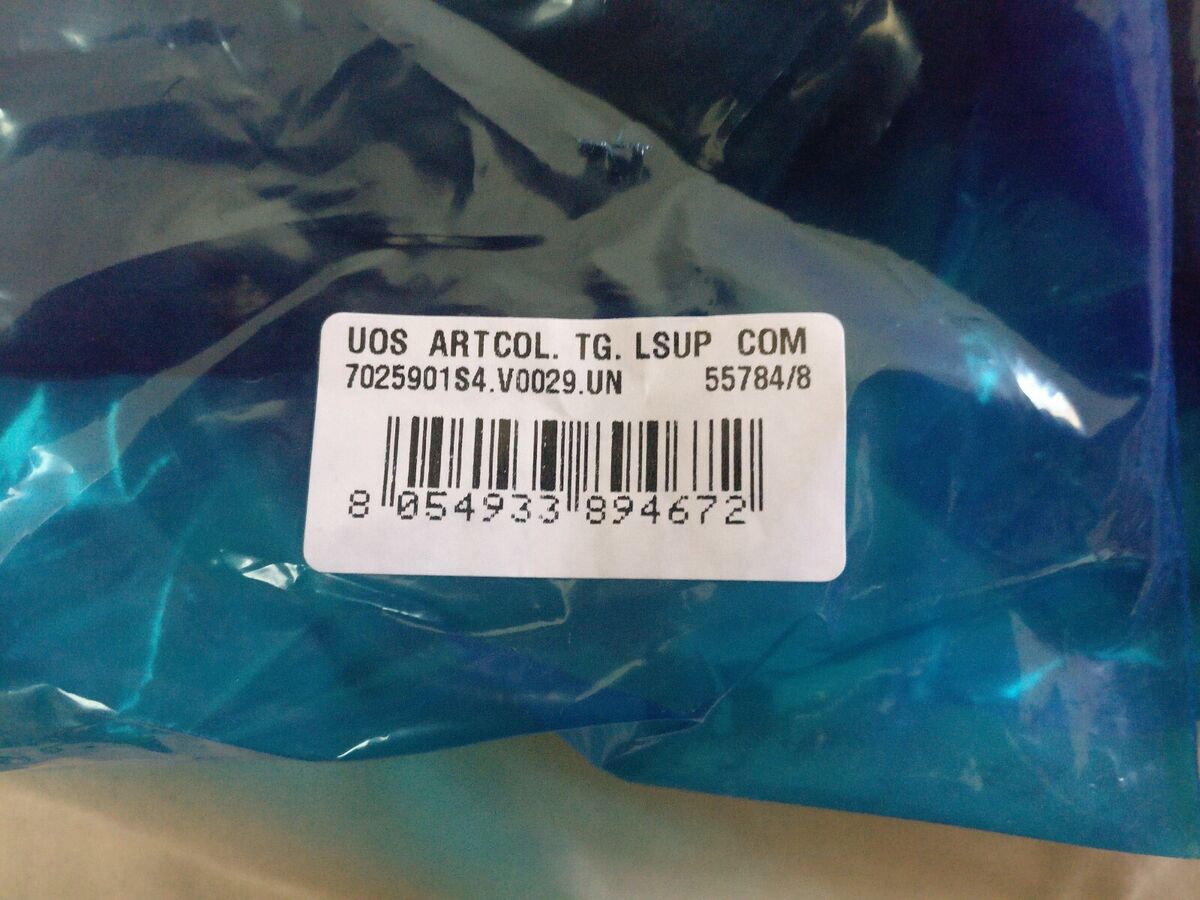 UOS ARTCOL. TG. LSUP COM
7025901S4.V0029.UN 55784/8
8 054933 894672